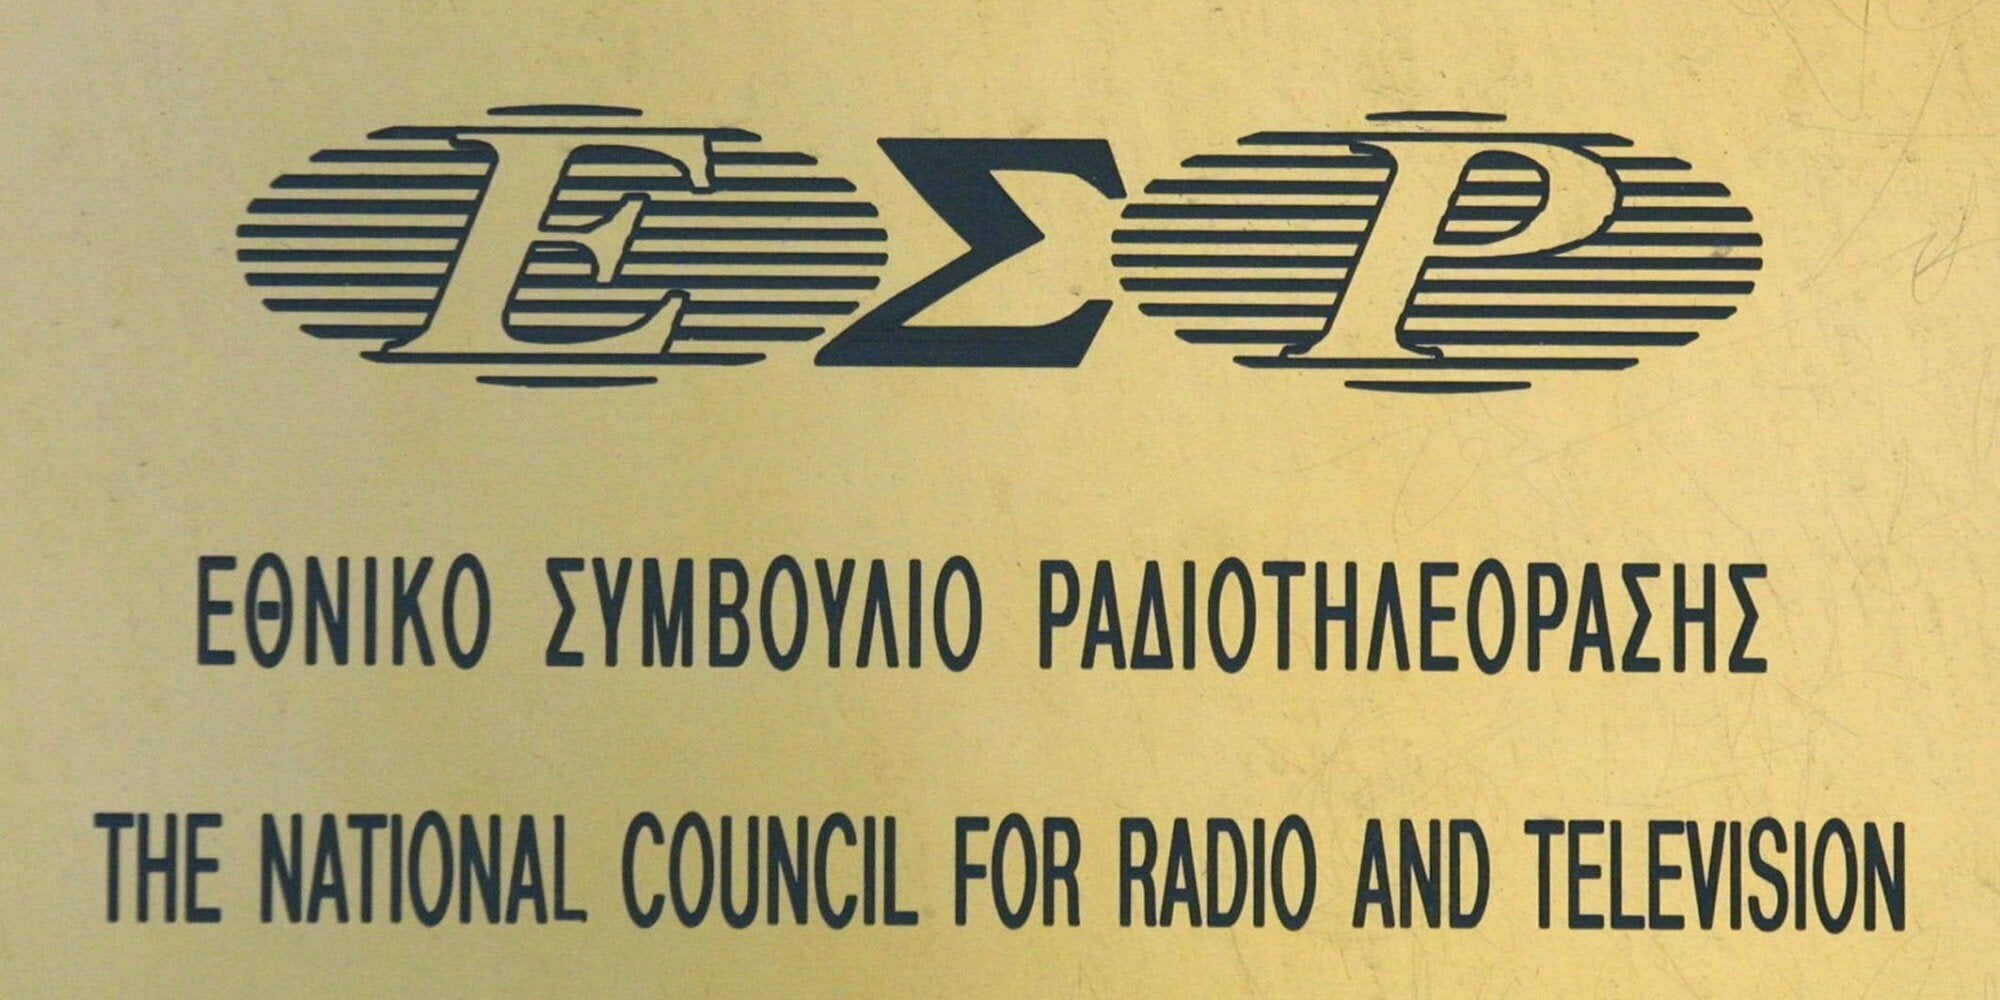 ΕΣΡ
ΕΘΝΙΚΟ ΣΥΜΒΟΥΛΙΟ ΡΑΔΙΟΤΗΛΕΟΡΑΣΗΣ
THE NATIONAL COUNCIL FOR RADIO AND TELEVISION